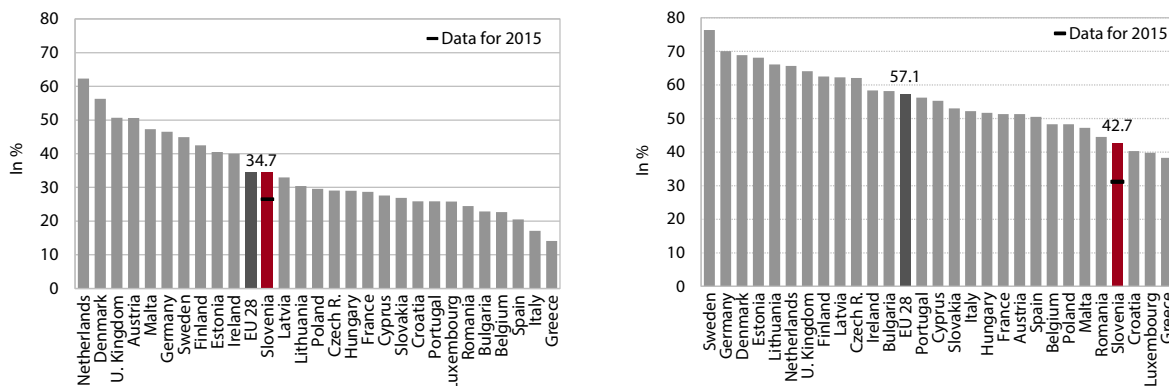 80
70
60
50
40
30
20
10
0
In %
Data for 2015
34.7
Netherlands
Denmark
U. Kingdom
Austria
Malta
Germany
Sweden
Finland
Estonia
Ireland
EU 28
Slovenia
Latvia
Lithuania
Poland
Czech R.
Hungary
France
Cyprus
Slovakia
Croatia
Portugal
Luxembourg
Romania
Bulgaria
Belgium
Spain
Italy
Greece
80
70
60
50
40
30
20
10
0
In %
Data for 2015
57.1
42.7
Sweden
Germany
Denmark
Estonia
Lithuania
Netherlands
U. Kingdom
Finland
Latvia
Czech R.
Ireland
Bulgaria
EU 28
Portugal
Cyprus
Slovakia
Italy
Hungary
France
Austria
Spain
Belgium
Poland
Malta
Romania
Slovenia
Croatia
Luxembourg
Greece